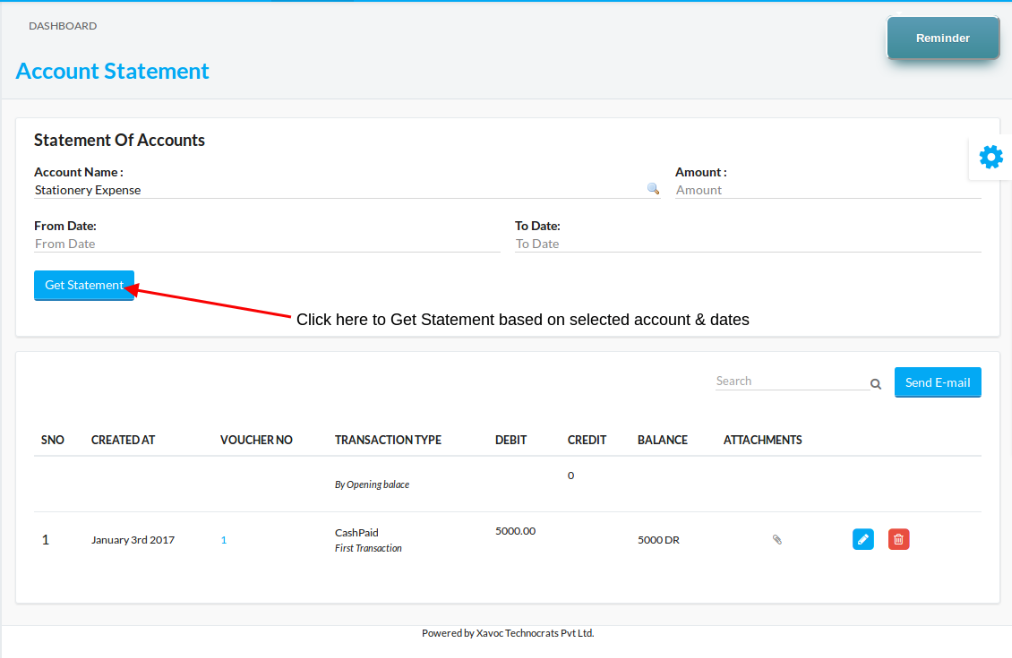 DASHBOARD
Reminder
Account Statement
Statement Of Accounts
Account Name :
Amount :
Stationery Expense
Amount
From Date:
To Date:
From Date
To Date
Get Statement
Click here to Get Statement based on selected account & dates
Search
Send E-mail
SNO CREATED AT VOUCHER NO TRANSACTION TYPE DEBIT CREDIT BALANCE ATTACHMENTS
0
By Opening balace
CashPaid 5000.00
1 January 3rd 2017 1 5000 DR
First Transaction
Powered by Xavoc Technocrats Pvt Ltd.